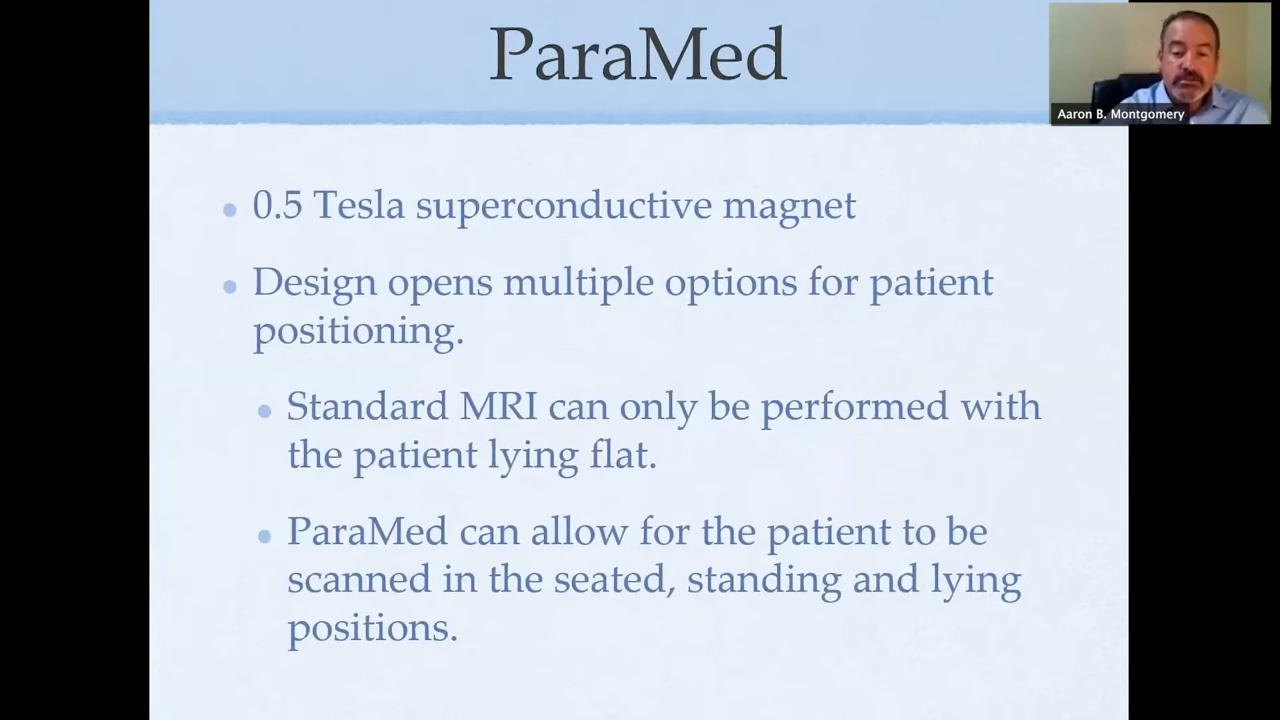 ParaMed
Aaron B. Montgomery
0.5 Tesla superconductive magnet
Design opens multiple options for patient
positioning.
Standard MRI can only be performed with
the patient lying flat.
ParaMed can allow for the patient to be
scanned in the seated, standing and lying
positions.